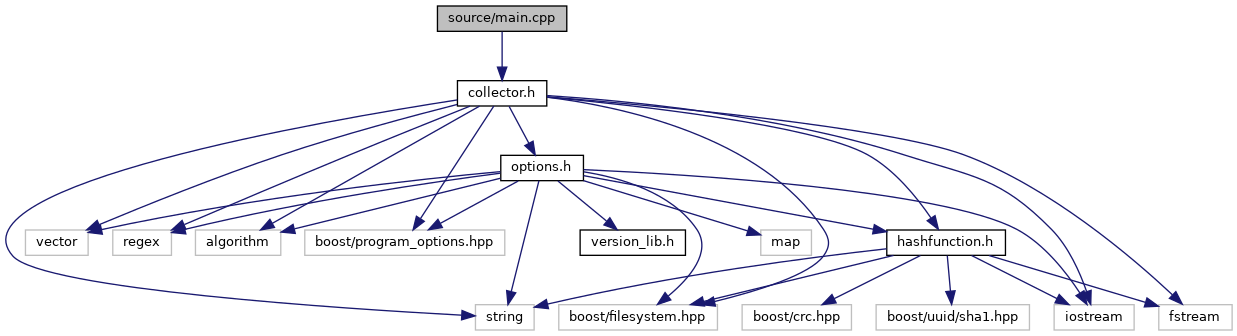 source/main.cpp
collector.h
options.h
vector
regex
algorithm
boost/program_options.hpp
version_lib.h
map
hashfunction.h
string
boost/filesystem.hpp
boost/crc.hpp
boost/uuid/sha1.hpp
iostream
fstream